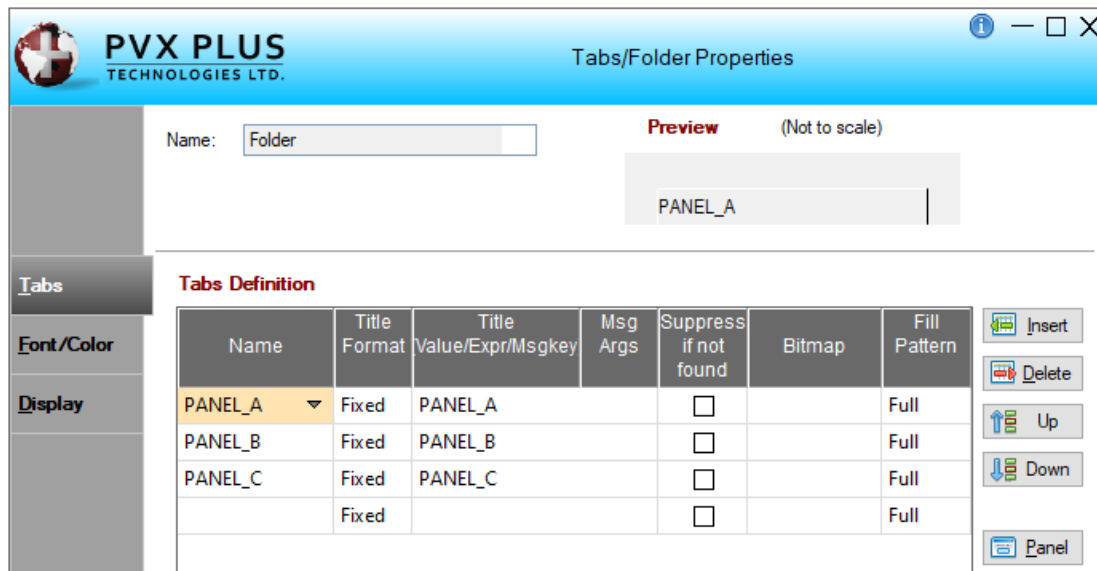 PVX PLUS
TECHNOLOGIES LTD.
Tabs/Folder Properties
Name: Folder
Preview (Not to scale)
PANEL_A
Tabs
Font/Color
Display
Tabs Definition
Name Title Format Title Value/Expr/Msgkey Msg Args Suppress if not found Bitmap Fill Pattern
PANEL_A Fixed PANEL_A Full
PANEL_B Fixed PANEL_B Full
PANEL_C Fixed PANEL_C Full
Fixed Full
Insert
Delete
Up
Down
Panel